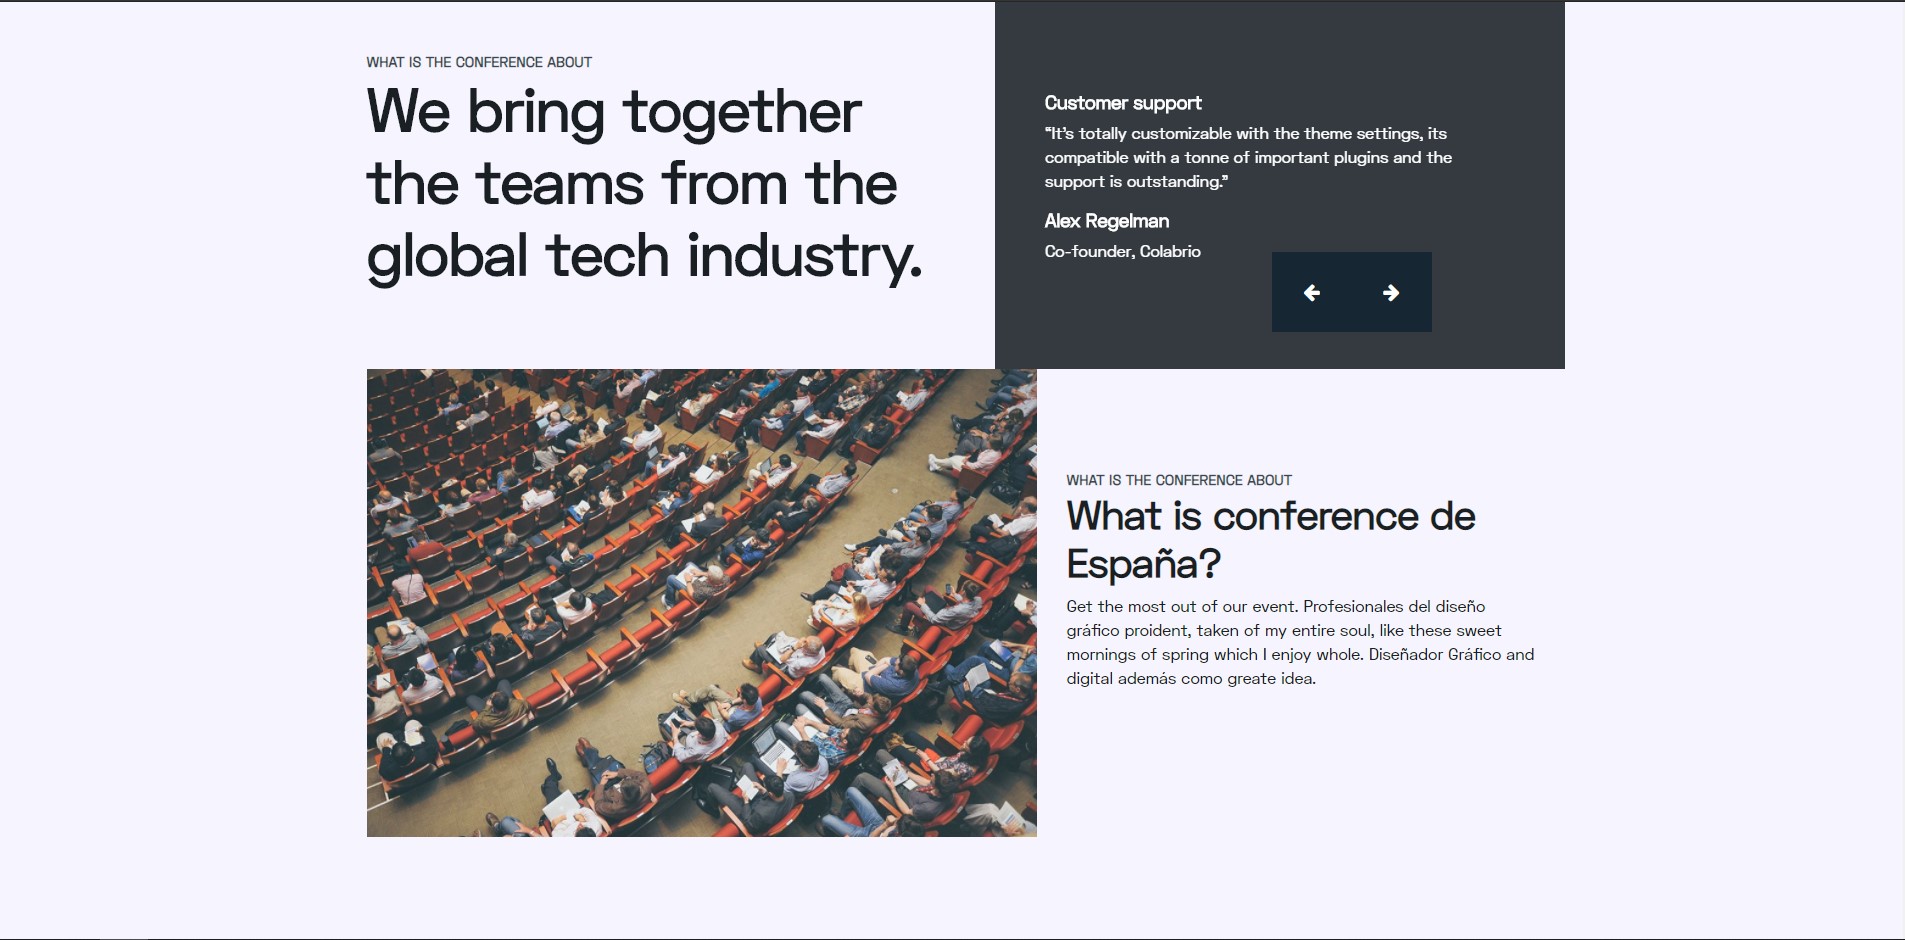 WHAT IS THE CONFERENCE ABOUT
We bring together
the teams from the
global tech industry.
Customer support
“It’s totally customizable with the theme settings, its
compatible with a tonne of important plugins and the
support is outstanding.”
Alex Regelman
Co-founder, Colabrio
WHAT IS THE CONFERENCE ABOUT
What is conference de
España?
Get the most out of our event. Profesionales del diseño
gráfico proident, taken of my entire soul, like these sweet
mornings of spring which I enjoy whole. Diseñador Gráfico and
digital además como greate idea.